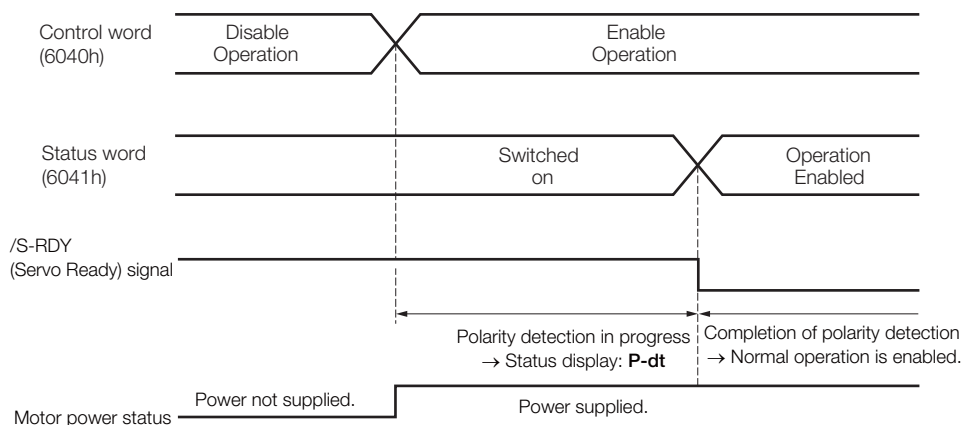 Control word
(6040h)
Disable
Operation
Enable
Operation
Status word
(6041h)
Switched
on
Operation
Enabled
/S-RDY
(Servo Ready) signal
Polarity detection in progress
→ Status display: P-dt
Completion of polarity detection
→ Normal operation is enabled.
Motor power status
Power not supplied.
Power supplied.